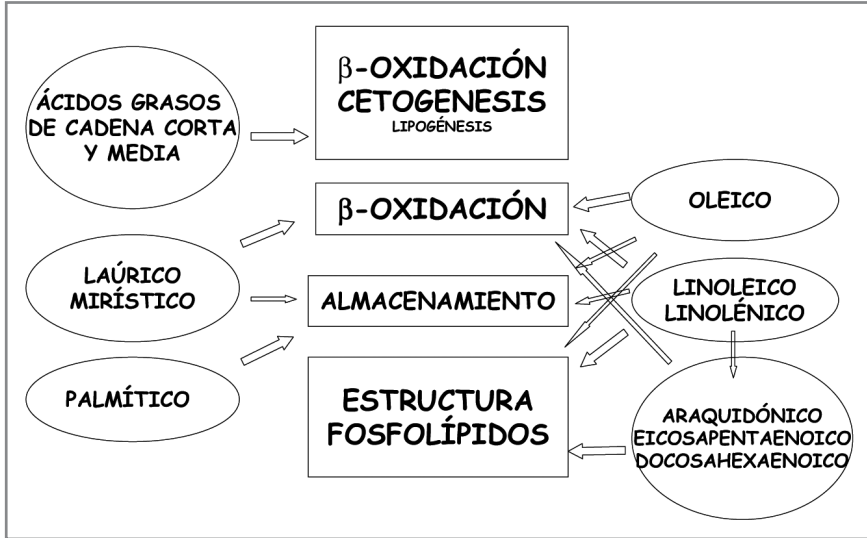 ÁCIDOS GRASOS
DE CADENA CORTA
Y MEDIA
β-OXIDACIÓN
CETOGENESIS
LIPOGÉNESIS
β-OXIDACIÓN
OLEICO
LAÚRICO
MIRÍSTICO
ALMACENAMIENTO
LINOLEICO
LINOLÉNICO
PALMÍTICO
ESTRUCTURA
FOSFOLÍPIDOS
ARAQUIDÓNICO
EICOSAPENTAENOICO
DOCOSAHEXAENOICO